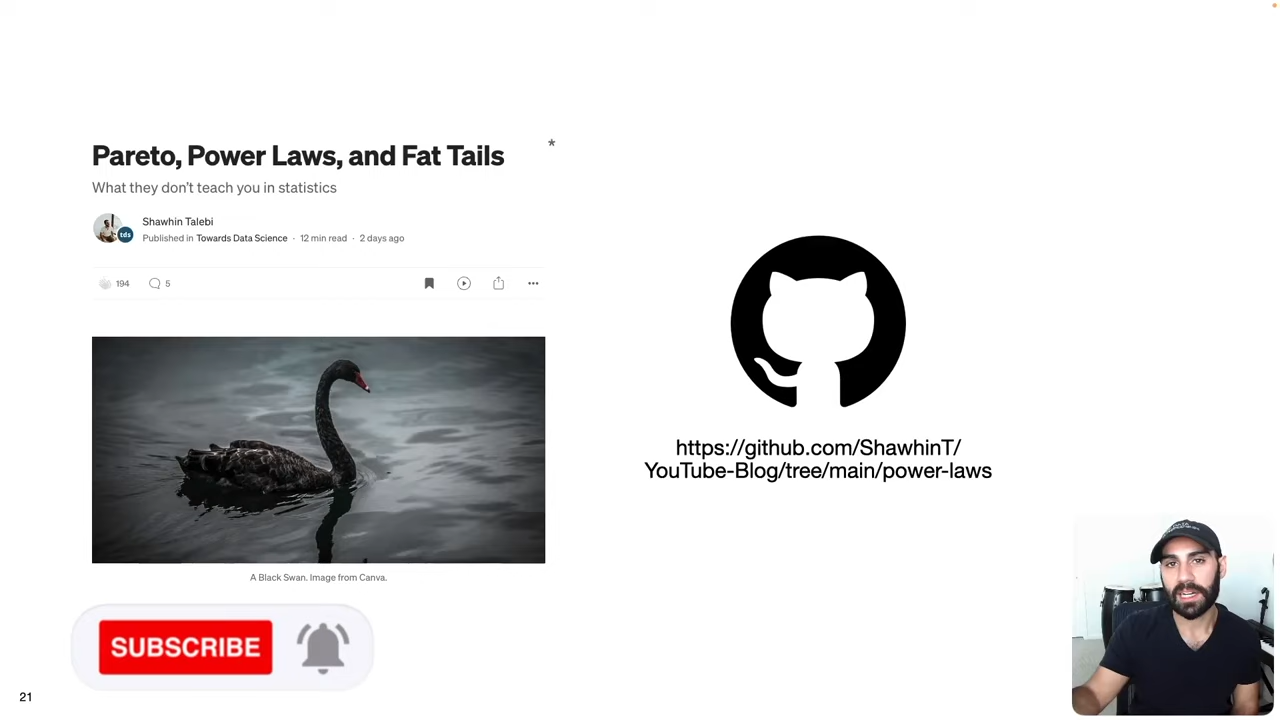 Pareto, Power Laws, and Fat Tails
*
What they don't teach you in statistics
Shawhin Talebi
tds
Published in Towards Data Science · 12 min read · 2 days ago
194
5
https://github.com/ShawhinT/
YouTube-Blog/tree/main/power-laws
A Black Swan. Image from Canva.
SUBSCRIBE
21